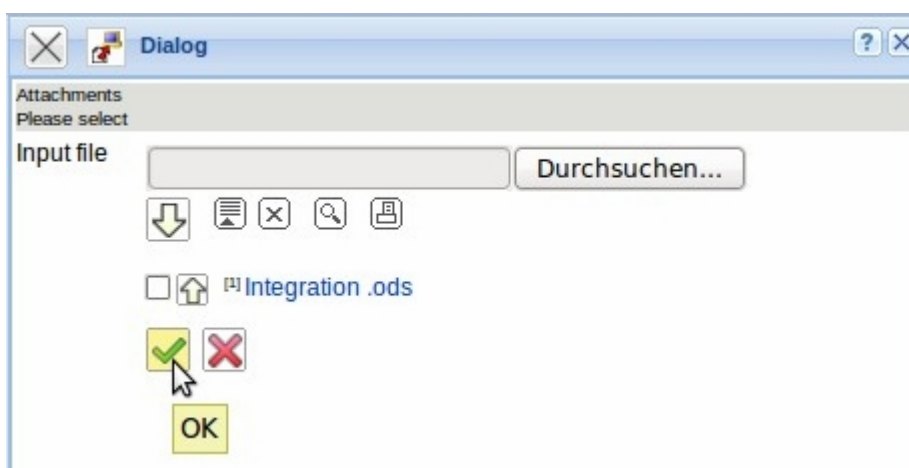 Dialog
?
Attachments
Please select
Input file
Durchsuchen...
[1] Integration .ods
OK